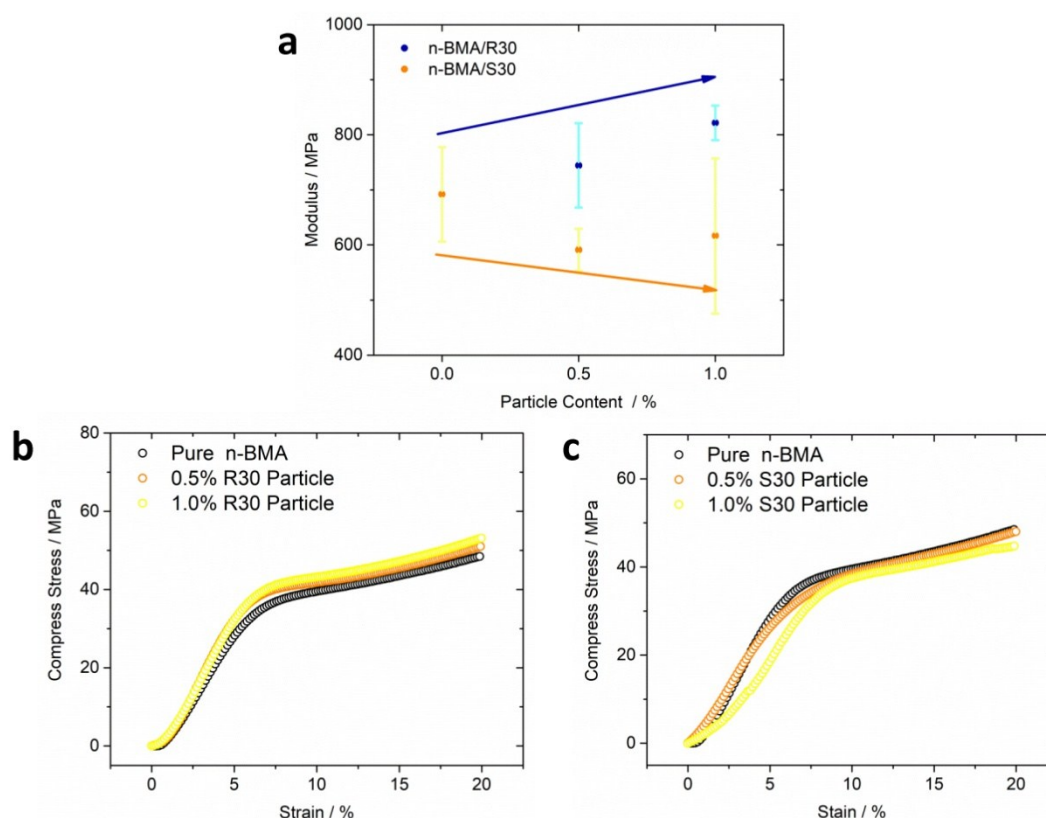 a
n-BMA/R30
n-BMA/S30
1000
800
600
400
Modulus / MPa
0.0 0.5 1.0
Particle Content / %
b
Pure n-BMA
0.5% R30 Particle
1.0% R30 Particle
80
60
40
20
0
Compress Stress / MPa
0 5 10 15 20
Strain / %
c
Pure n-BMA
0.5% S30 Particle
1.0% S30 Particle
60
40
20
0
Compress Stress / MPa
0 5 10 15 20
Stain / %